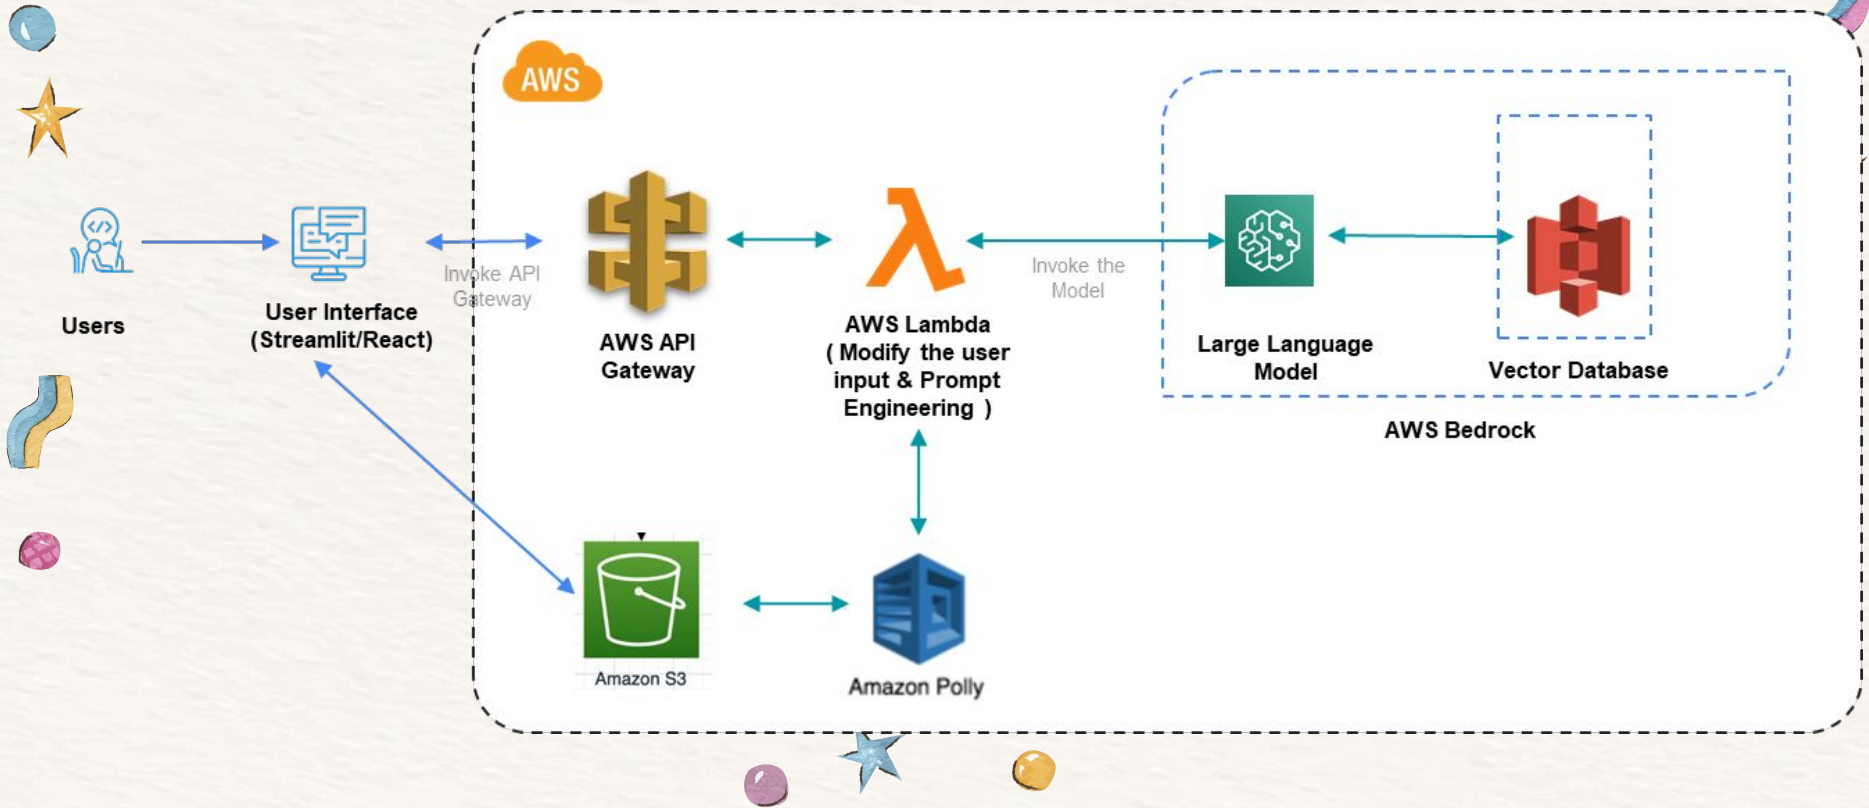 AWS
Users
User Interface
(Streamlit/React)
Invoke API
Gateway
AWS API
Gateway
AWS Lambda
( Modify the user
input & Prompt
Engineering )
Invoke the
Model
Large Language
Model
Vector Database
AWS Bedrock
Amazon S3
Amazon Polly